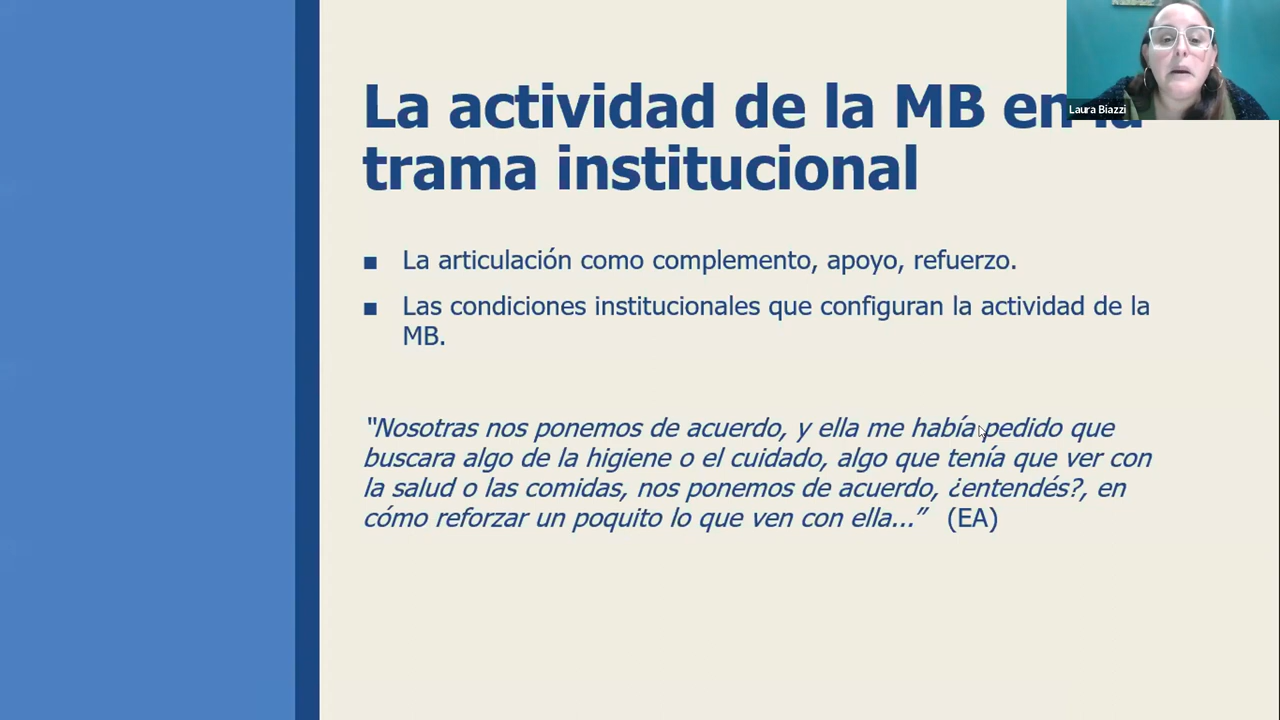 La actividad de la MB en la
trama institucional
Laura Biazzi
■ La articulación como complemento, apoyo, refuerzo.
■ Las condiciones institucionales que configuran la actividad de la
MB.
"Nosotras nos ponemos de acuerdo, y ella me había pedido que
buscara algo de la higiene o el cuidado, algo que tenía que ver con
la salud o las comidas, nos ponemos de acuerdo, ¿entendés?, en
cómo reforzar un poquito lo que ven con ella..." (EA)